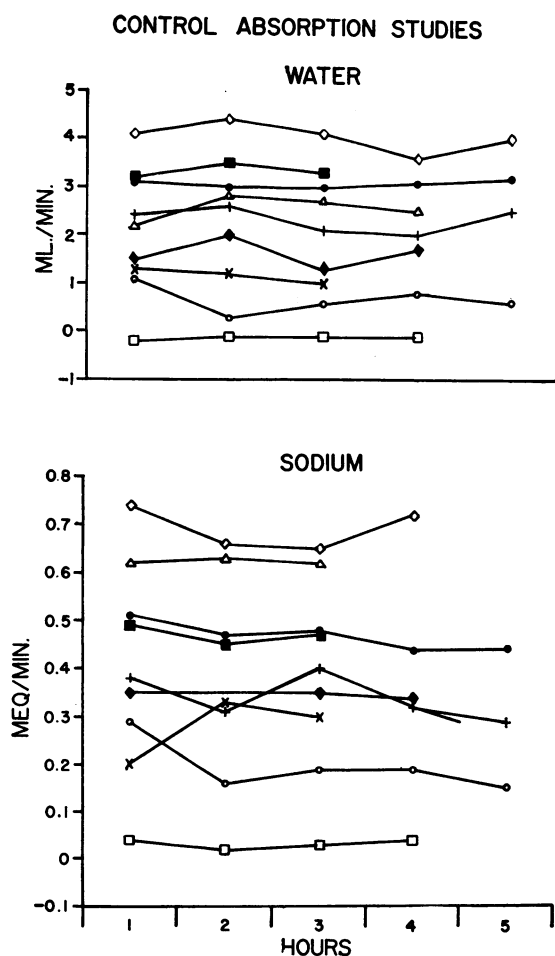 CONTROL ABSORPTION STUDIES
WATER
5
4
3
2
1
0
-1
ML./MIN.
SODIUM
0.8
0.7
0.6
0.5
0.4
0.3
0.2
0.1
0
-0.1
MEQ/MIN.
1 2 3 4 5
HOURS